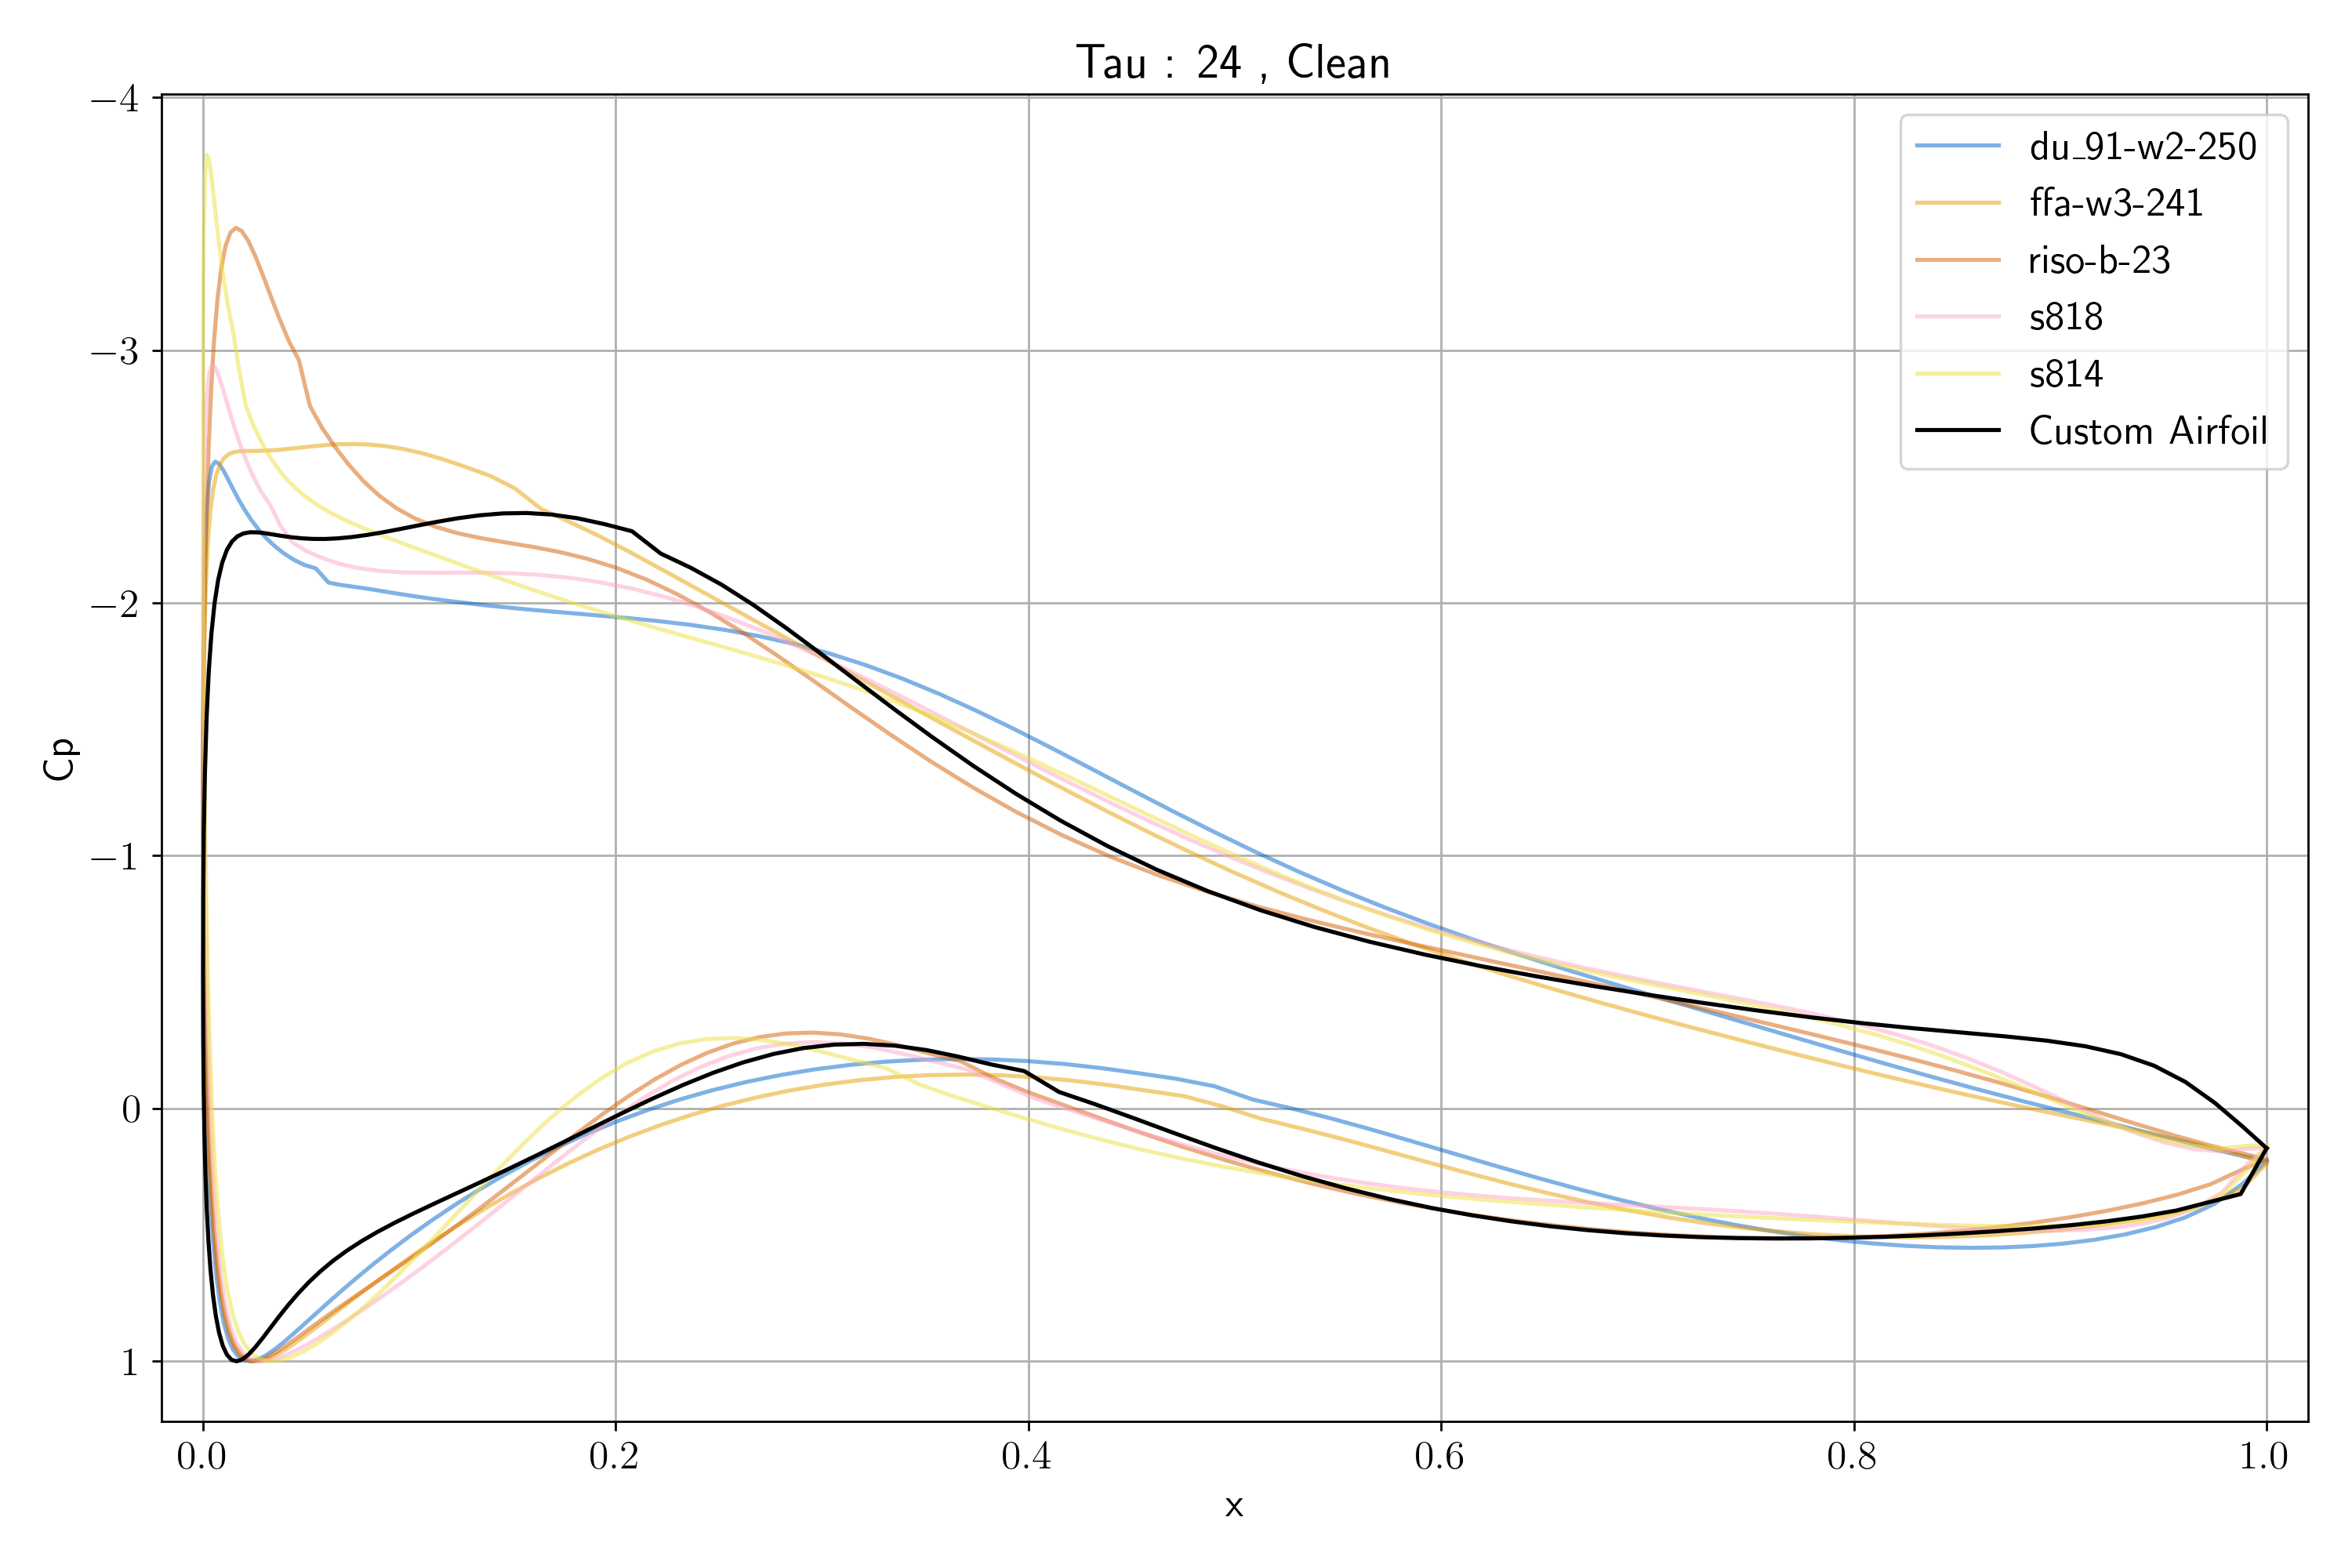 Tau : 24 , Clean
−4
−3
−2
−1
0
1
Cp
du_91-w2-250
ffa-w3-241
riso-b-23
s818
s814
Custom Airfoil
0.0 0.2 0.4 0.6 0.8 1.0
x